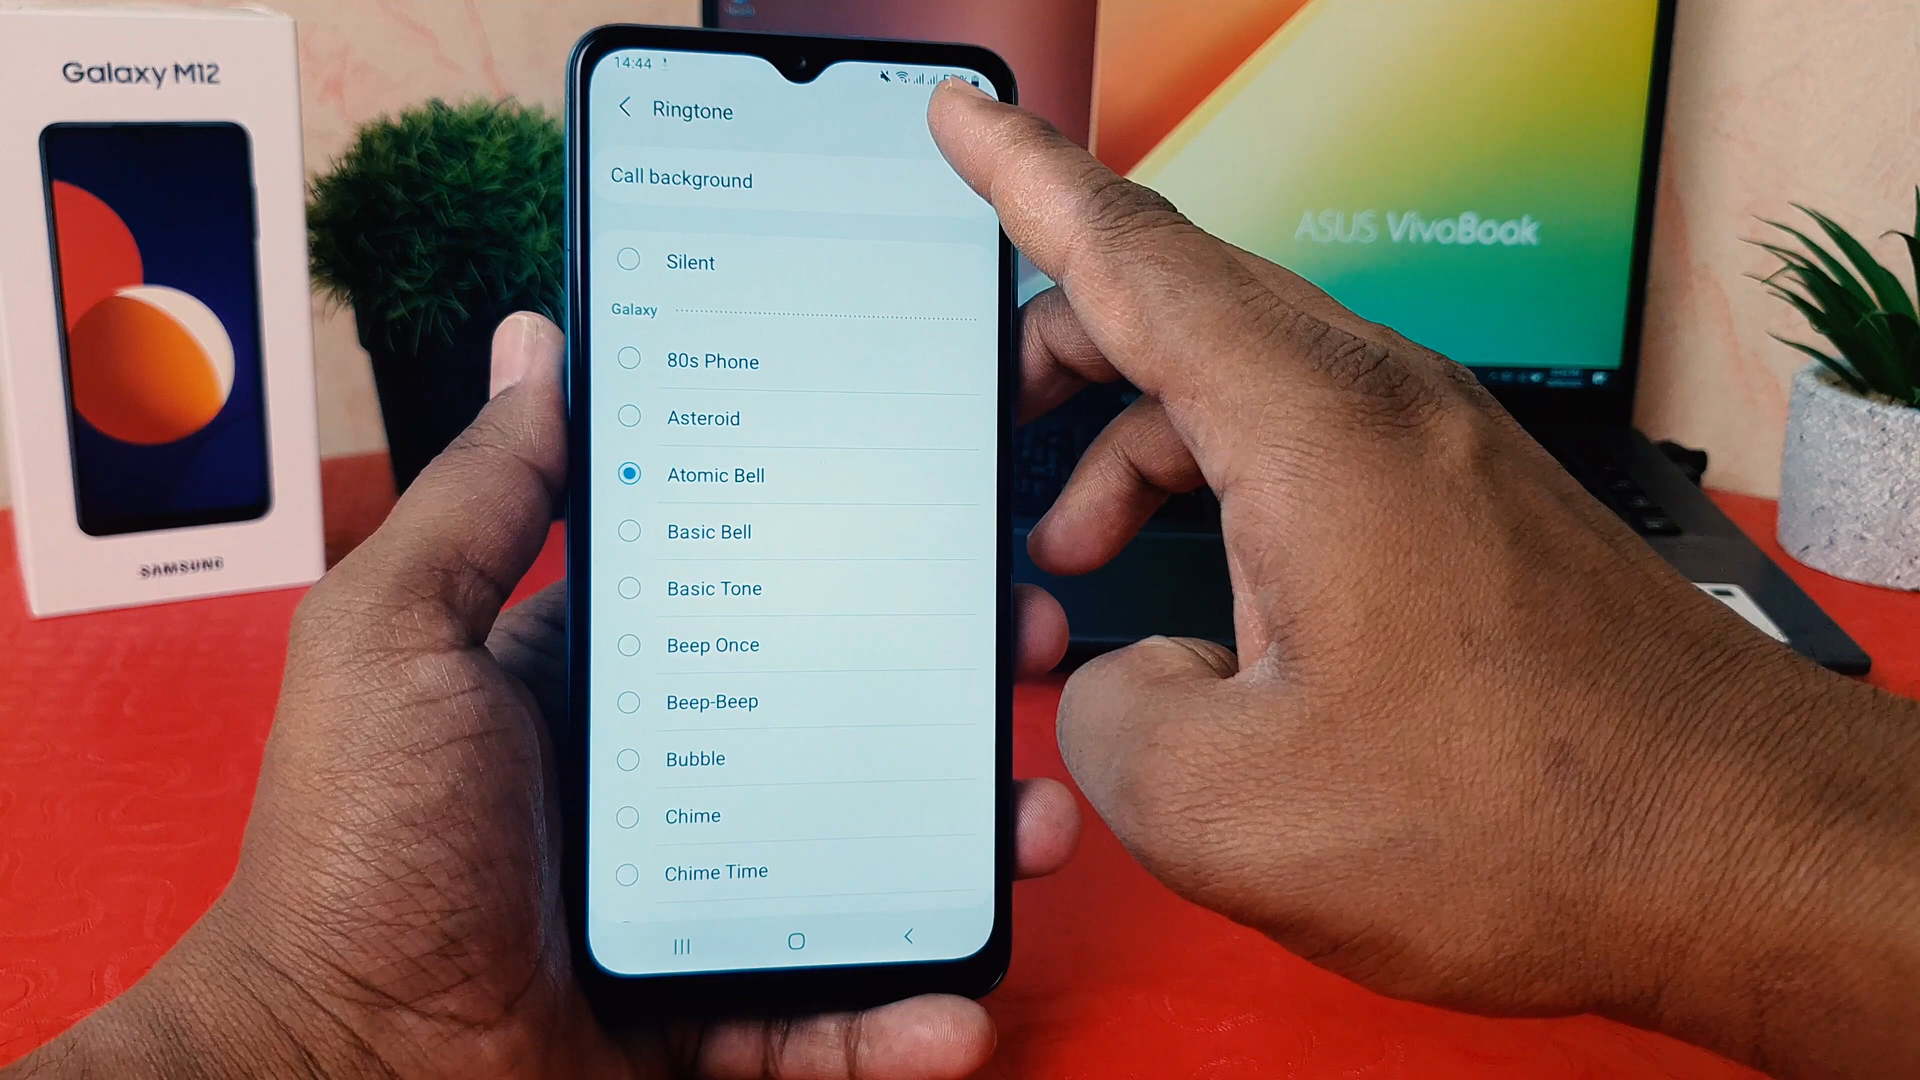 Galaxy M12
SAMSUNG
14:44
Ringtone
Call background
Silent
Galaxy
80s Phone
Asteroid
Atomic Bell
Basic Bell
Basic Tone
Beep Once
Beep-Beep
Bubble
Chime
Chime Time
ASUS VivoBook